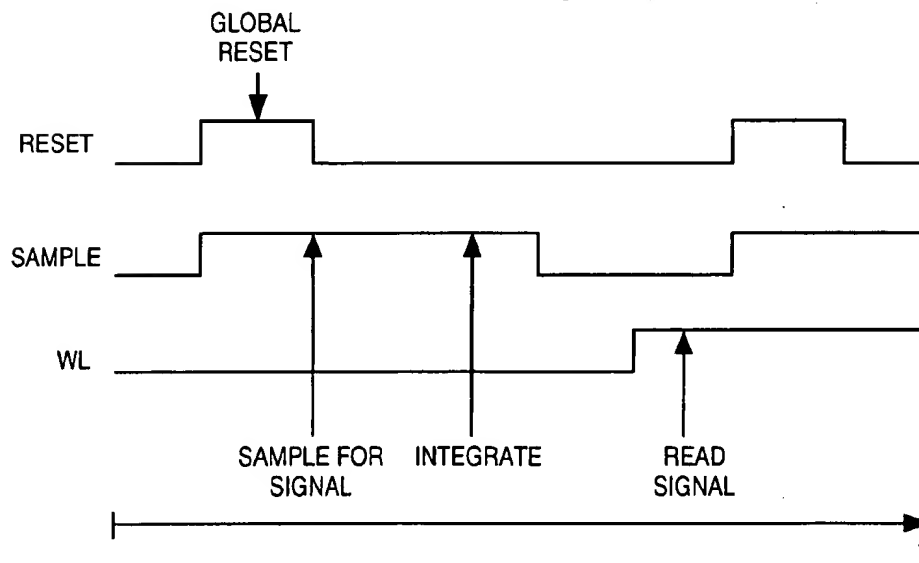 GLOBAL
RESET
RESET
SAMPLE
WL
SAMPLE FOR
SIGNAL
INTEGRATE
READ
SIGNAL